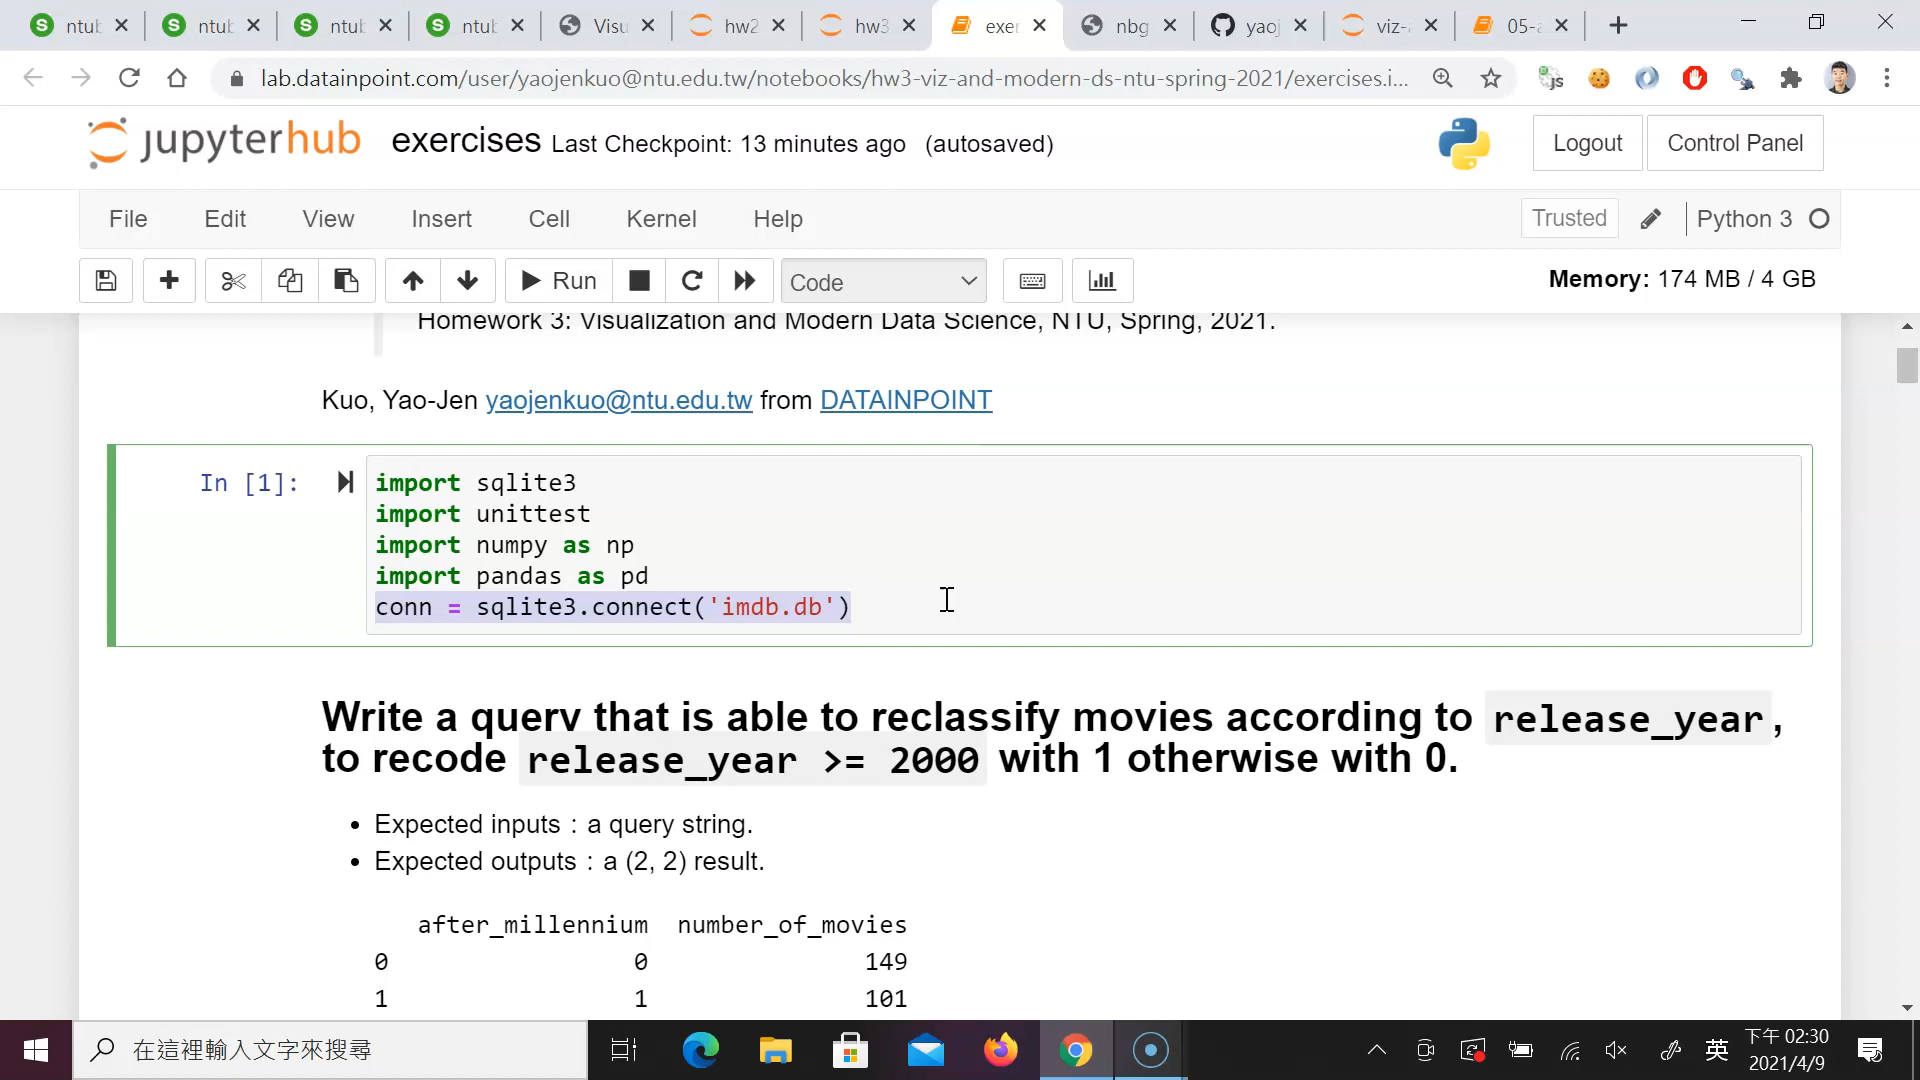 ntub
ntub
ntub
ntub
Visu
hw2
hw3
exer
nbg
yaoj
viz-
05-a
lab.datainpoint.com/user/yaojenkuo@ntu.edu.tw/notebooks/hw3-viz-and-modern-ds-ntu-spring-2021/exercises.i...
jupyterhub exercises Last Checkpoint: 13 minutes ago (autosaved) Logout Control Panel
File Edit View Insert Cell Kernel Help Trusted Python 3
Run Code Memory: 174 MB / 4 GB
Homework 3: Visualization and Modern Data Science, NTU, Spring, 2021.
Kuo, Yao-Jen yaojenkuo@ntu.edu.tw from DATAINPOINT
In [1]: import sqlite3
import unittest
import numpy as np
import pandas as pd
conn = sqlite3.connect('imdb.db')
Write a query that is able to reclassify movies according to release_year,
to recode release_year >= 2000 with 1 otherwise with 0.
• Expected inputs：a query string.
• Expected outputs：a (2, 2) result.
after_millennium number_of_movies
0 0 149
1 1 101
在這裡輸入文字來搜尋
英
下午 02:30
2021/4/9